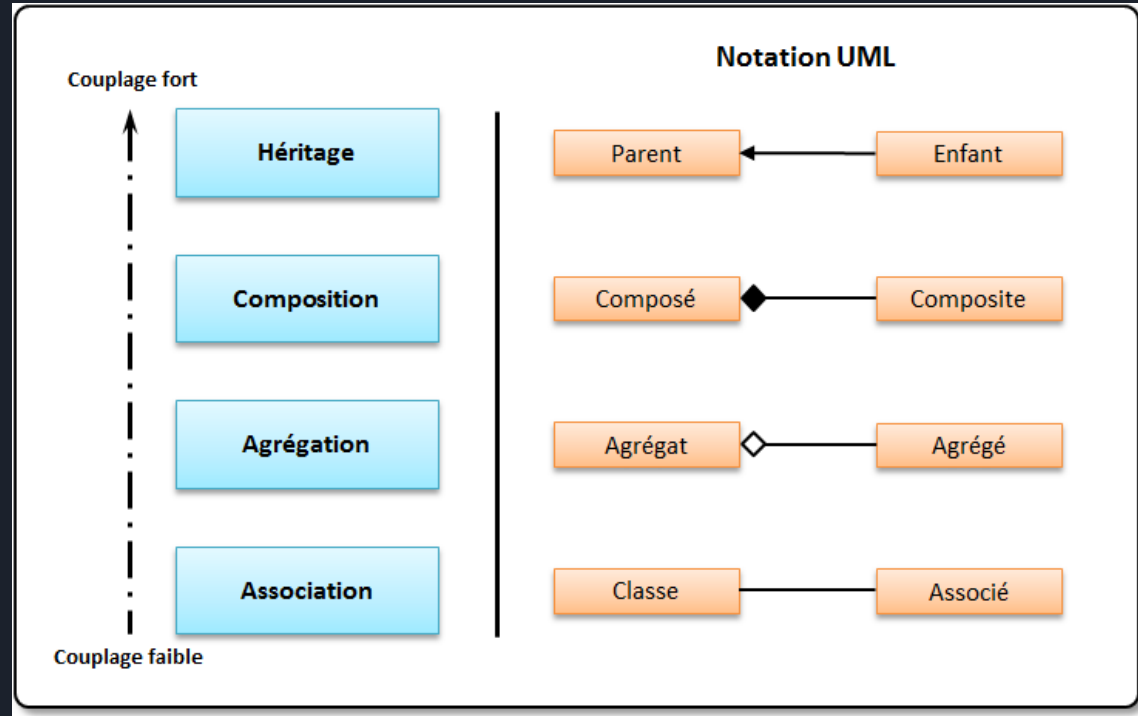 Notation UML
Couplage fort
Héritage
Parent
Enfant
Composition
Composé
Composite
Agrégation
Agrégat
Agrégé
Association
Classe
Associé
Couplage faible